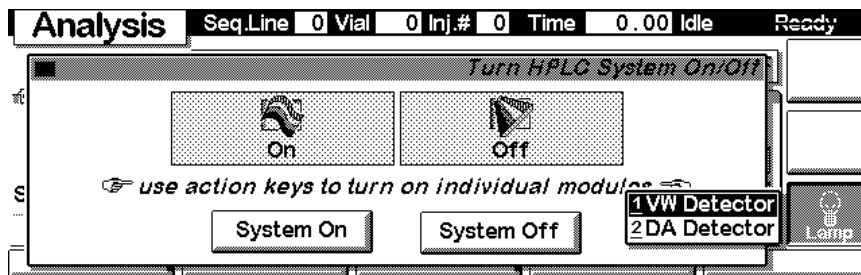 Analysis Seq.Line 0 Vial 0 Inj.# 0 Time 0.00 Idle Ready
Turn HPLC System On/Off
On Off
use action keys to turn on individual modules
1 VW Detector
2 DA Detector
Lamp
System On System Off